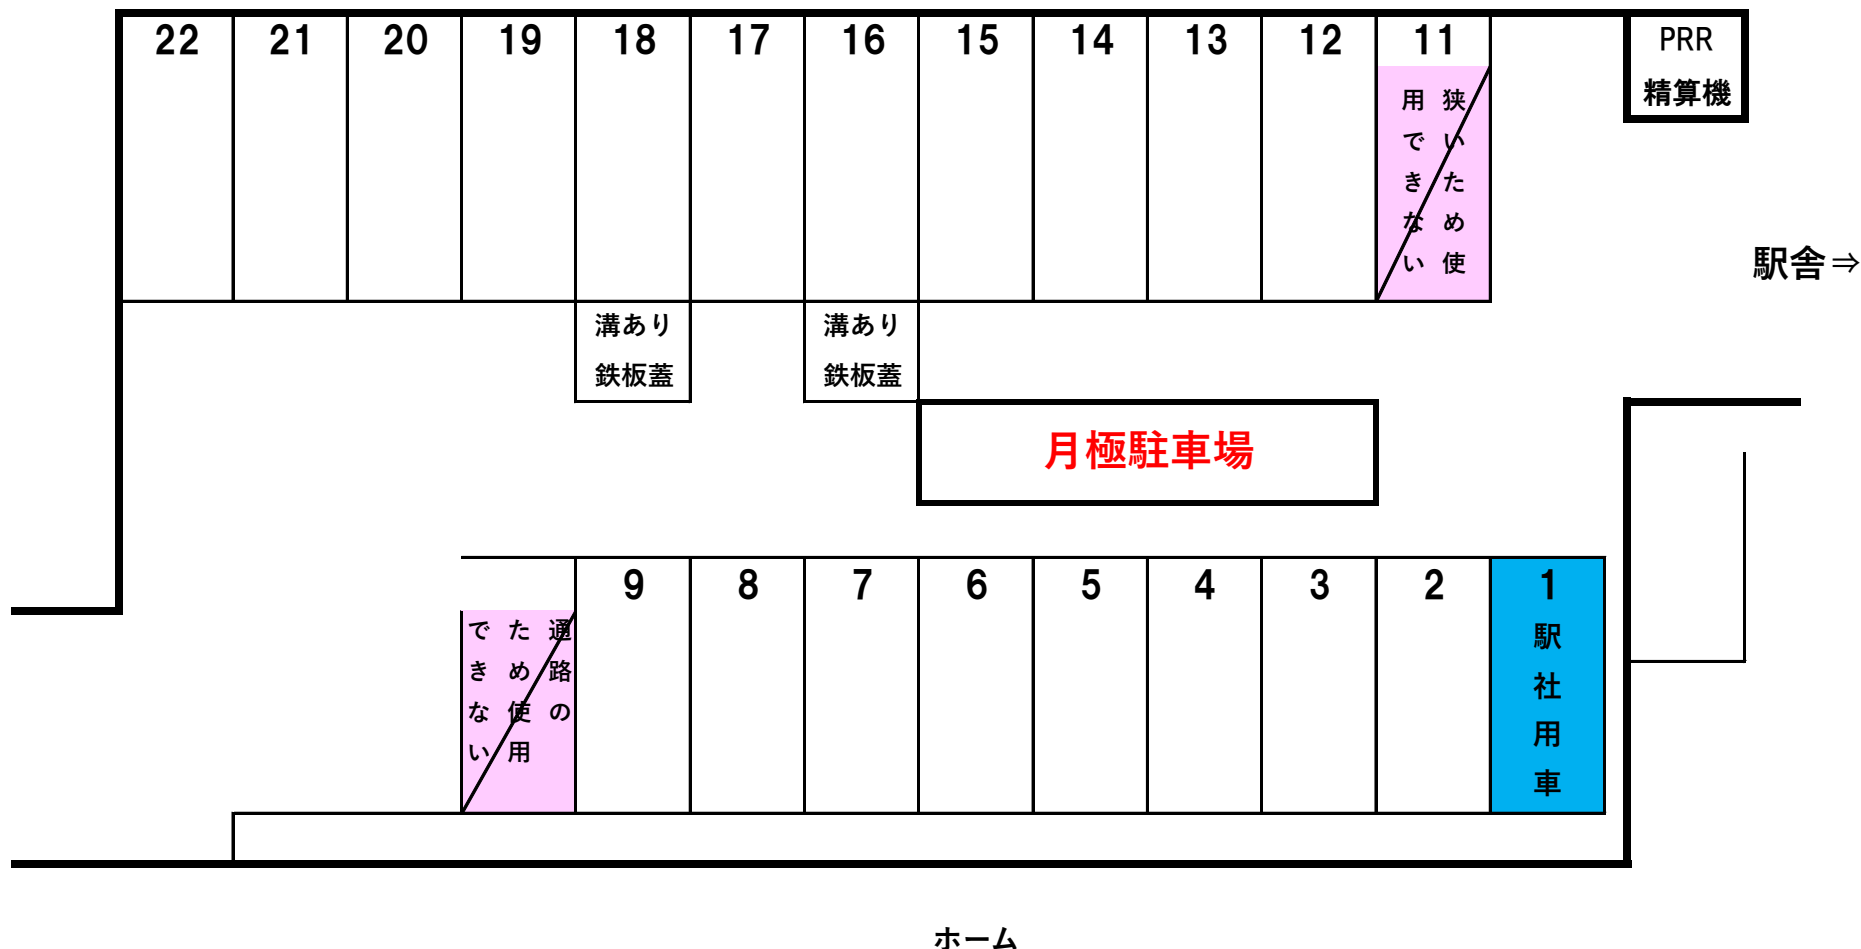 22 21 20 19 18 17 16 15 14 13 12 11
PRR
精算機
狭いため使
用できない
駅舎⇒
溝あり
鉄板蓋
溝あり
鉄板蓋
月極駐車場
9 8 7 6 5 4 3 2 1
駅社用車
通路の
ため使用
できない
ホーム